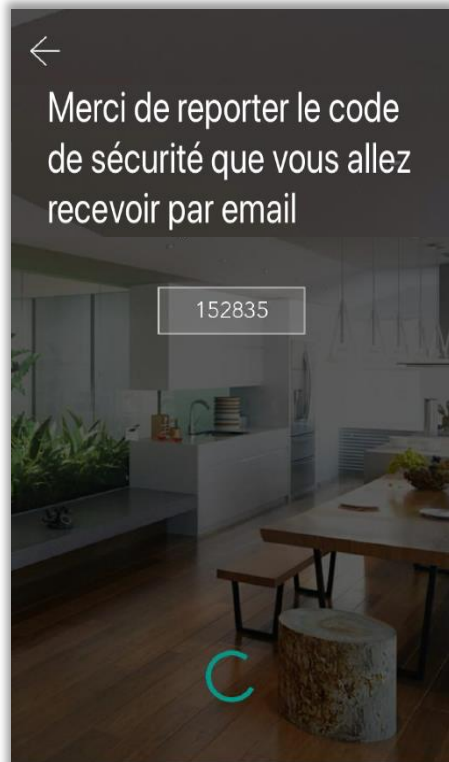 Merci de reporter le code
de sécurité que vous allez
recevoir par email
152835